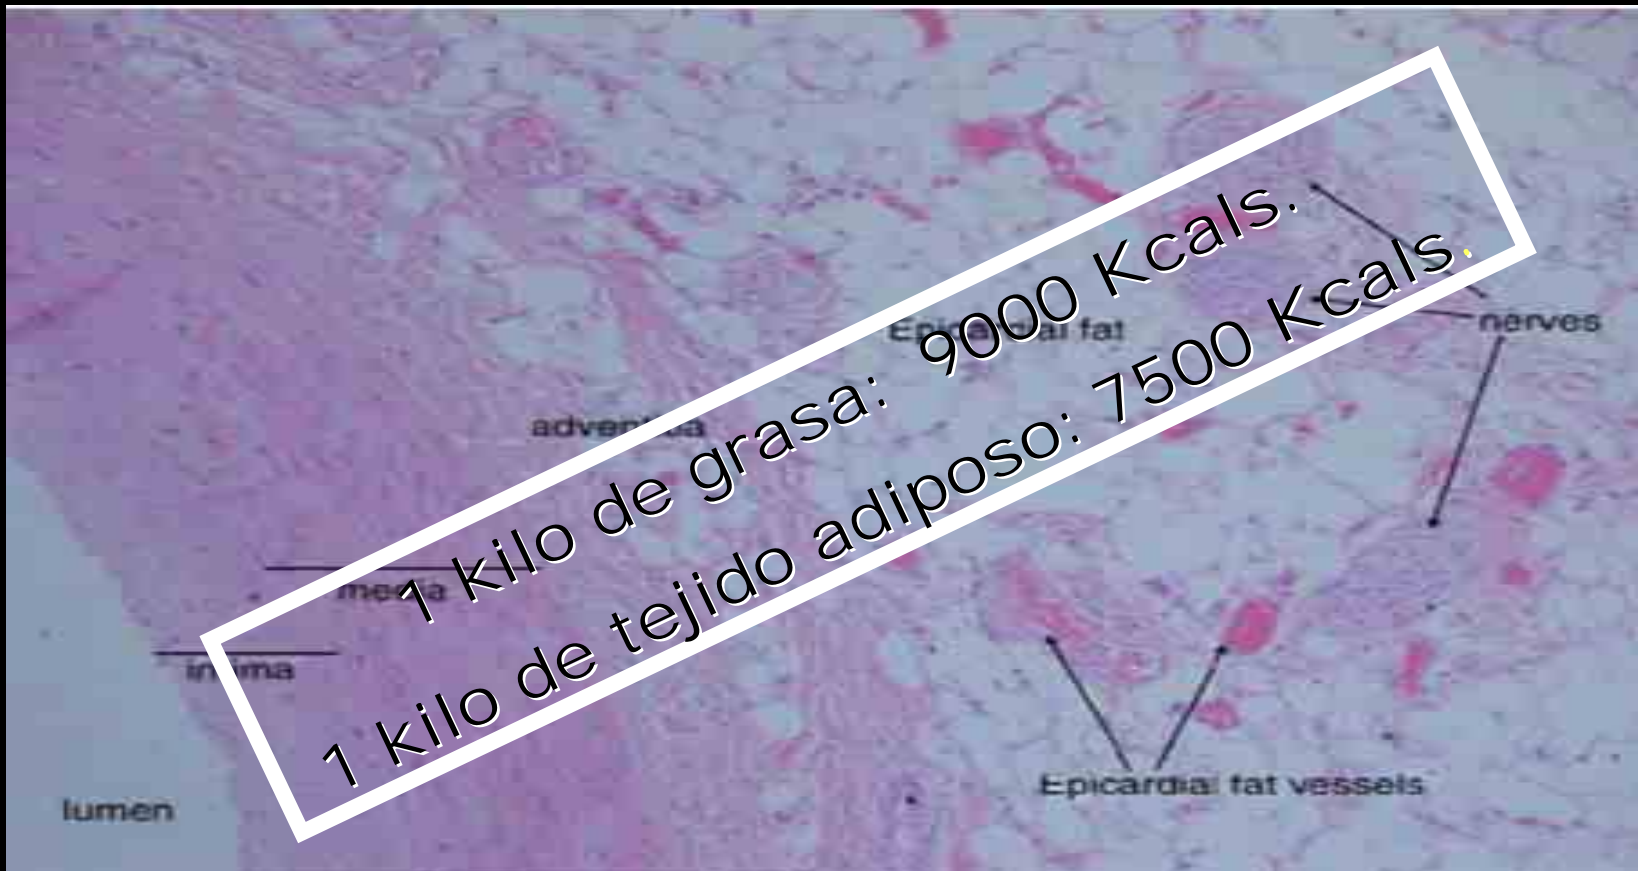 1 kilo de grasa:  9000 Kcals.
1 kilo de tejido adiposo: 7500 Kcals.
Epicardial fat
nerves
adventitia
media
intima
Epicardial fat vessels
lumen